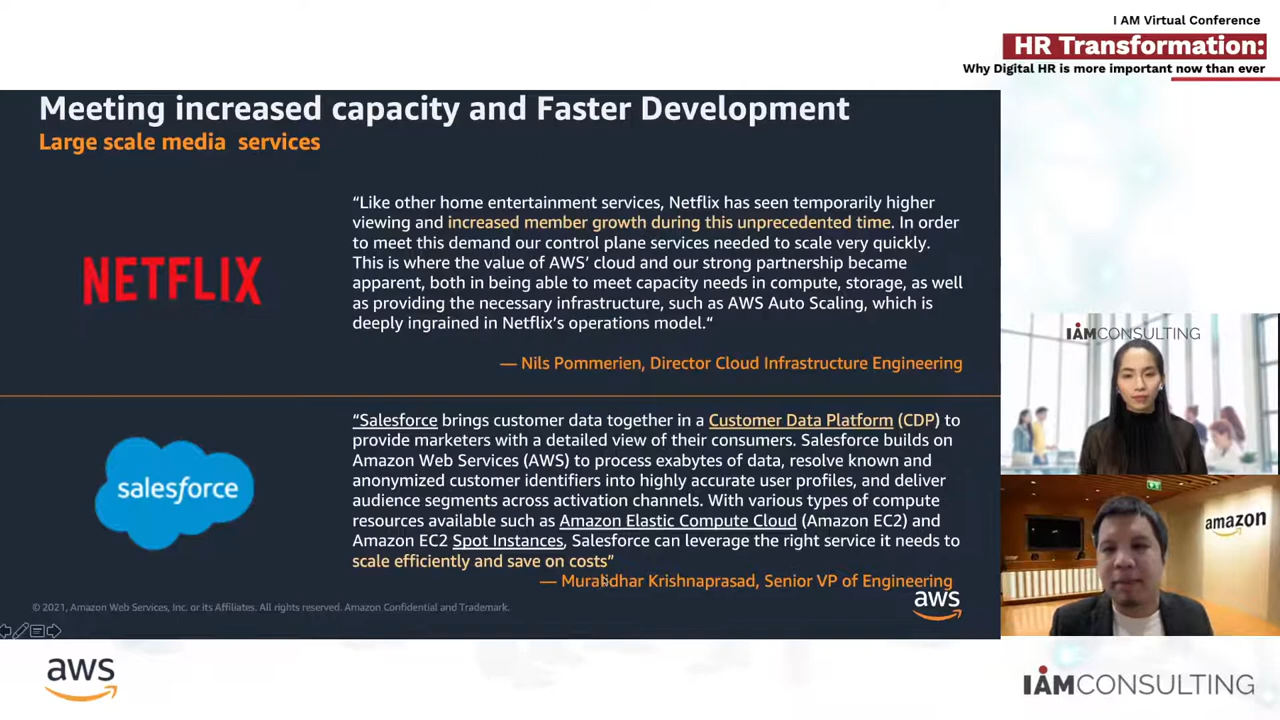 I AM Virtual Conference
HR Transformation:
Why Digital HR is more important now than ever
Meeting increased capacity and Faster Development
Large scale media services
NETFLIX
“Like other home entertainment services, Netflix has seen temporarily higher
viewing and increased member growth during this unprecedented time. In order
to meet this demand our control plane services needed to scale very quickly.
This is where the value of AWS’ cloud and our strong partnership became
apparent, both in being able to meet capacity needs in compute, storage, as well
as providing the necessary infrastructure, such as AWS Auto Scaling, which is
deeply ingrained in Netflix’s operations model.“
— Nils Pommerien, Director Cloud Infrastructure Engineering
salesforce
“Salesforce brings customer data together in a Customer Data Platform (CDP) to
provide marketers with a detailed view of their consumers. Salesforce builds on
Amazon Web Services (AWS) to process exabytes of data, resolve known and
anonymized customer identifiers into highly accurate user profiles, and deliver
audience segments across activation channels. With various types of compute
resources available such as Amazon Elastic Compute Cloud (Amazon EC2) and
Amazon EC2 Spot Instances, Salesforce can leverage the right service it needs to
scale efficiently and save on costs”
— Muralidhar Krishnaprasad, Senior VP of Engineering
© 2021, Amazon Web Services, Inc. or its Affiliates. All rights reserved. Amazon Confidential and Trademark.
aws
IAMCONSULTING
amazon
aws
IAMCONSULTING